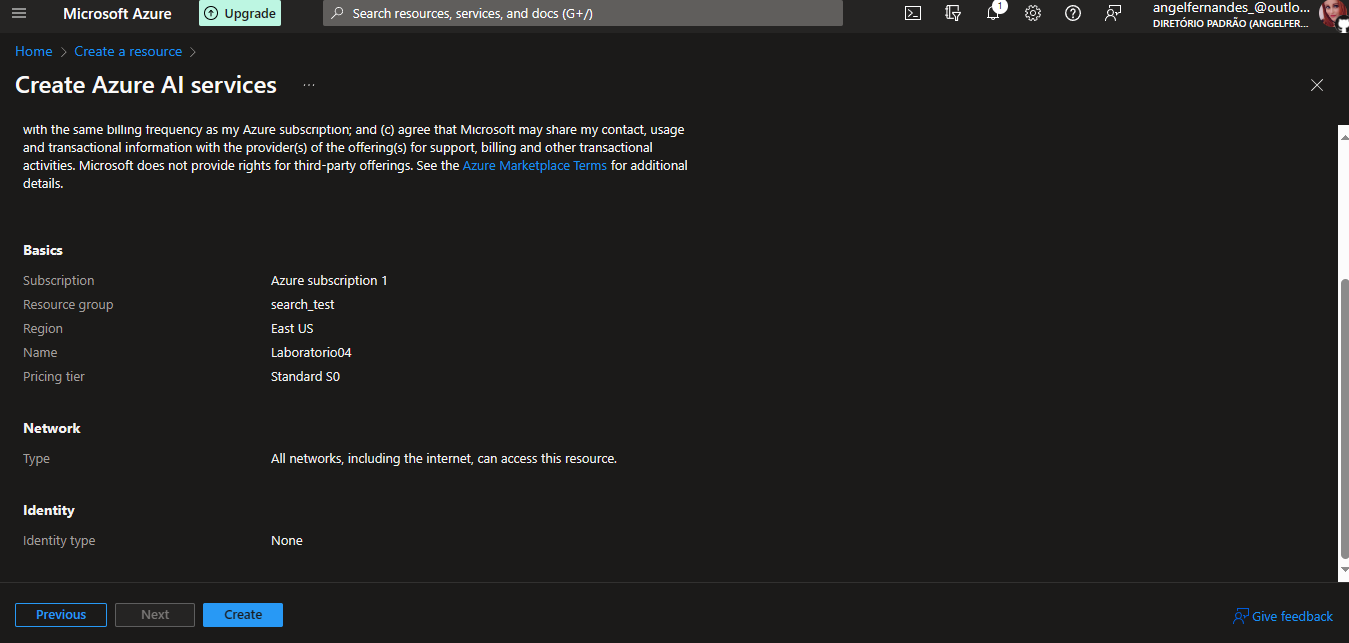 Microsoft Azure
Upgrade
Search resources, services, and docs (G+/)
1
angelfernandes_@outlo...
DIRETÓRIO PADRÃO (ANGELFER...
Home > Create a resource >
Create Azure AI services ...
with the same billing frequency as my Azure subscription; and (c) agree that Microsoft may share my contact, usage
and transactional information with the provider(s) of the offering(s) for support, billing and other transactional
activities. Microsoft does not provide rights for third-party offerings. See the Azure Marketplace Terms for additional
details.
Basics
Subscription Azure subscription 1
Resource group search_test
Region East US
Name Laboratorio04
Pricing tier Standard S0
Network
Type All networks, including the internet, can access this resource.
Identity
Identity type None
Previous Next Create Give feedback